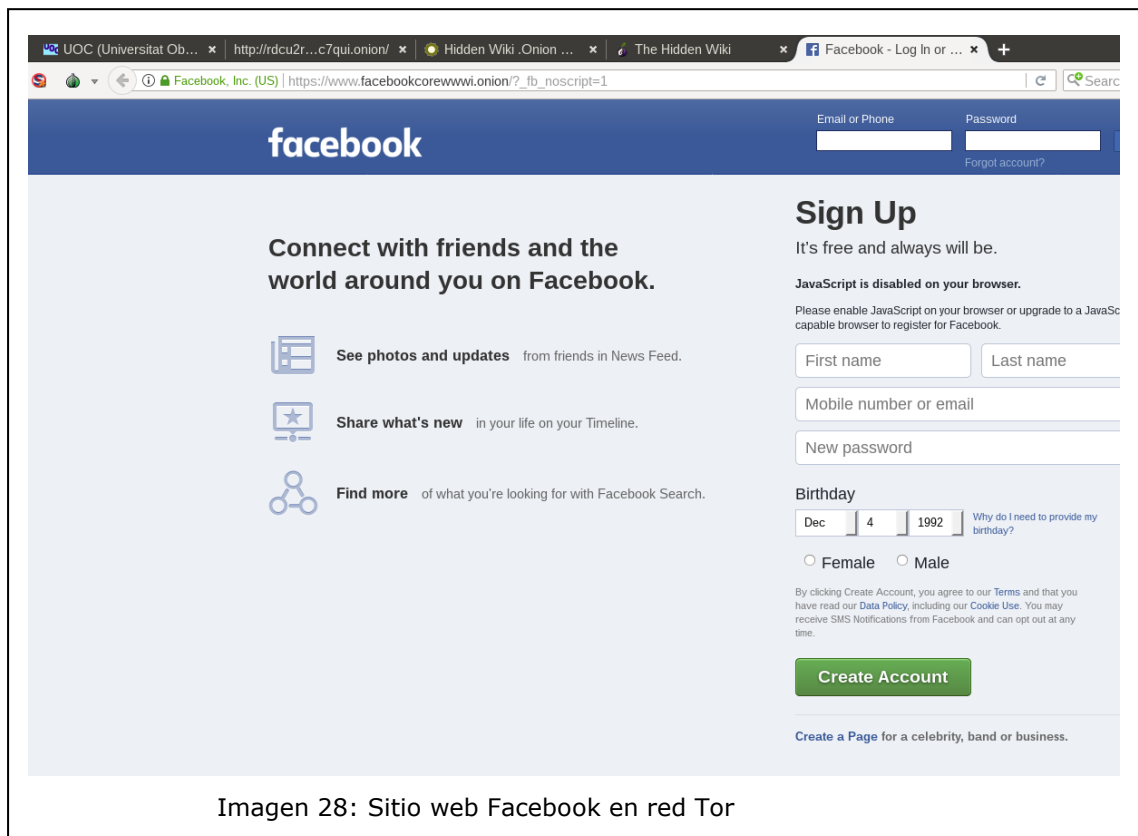 UOC (Universitat Ob... × http://rdcu2r...c7qui.onion/ × Hidden Wiki .Onion ... × The Hidden Wiki × Facebook - Log In or ... × +
Facebook, Inc. (US) https://www.facebookcorewwwi.onion/?_fb_noscript=1 Searc
facebook
Email or Phone Password
Forgot account?
Connect with friends and the
world around you on Facebook.
See photos and updates from friends in News Feed.
Share what's new in your life on your Timeline.
Find more of what you're looking for with Facebook Search.
Sign Up
It's free and always will be.
JavaScript is disabled on your browser.
Please enable JavaScript on your browser or upgrade to a JavaSc
capable browser to register for Facebook.
First name Last name
Mobile number or email
New password
Birthday
Dec 4 1992 Why do I need to provide my
birthday?
Female Male
By clicking Create Account, you agree to our Terms and that you
have read our Data Policy, including our Cookie Use. You may
receive SMS Notifications from Facebook and can opt out at any
time.
Create Account
Create a Page for a celebrity, band or business.
Imagen 28: Sitio web Facebook en red Tor